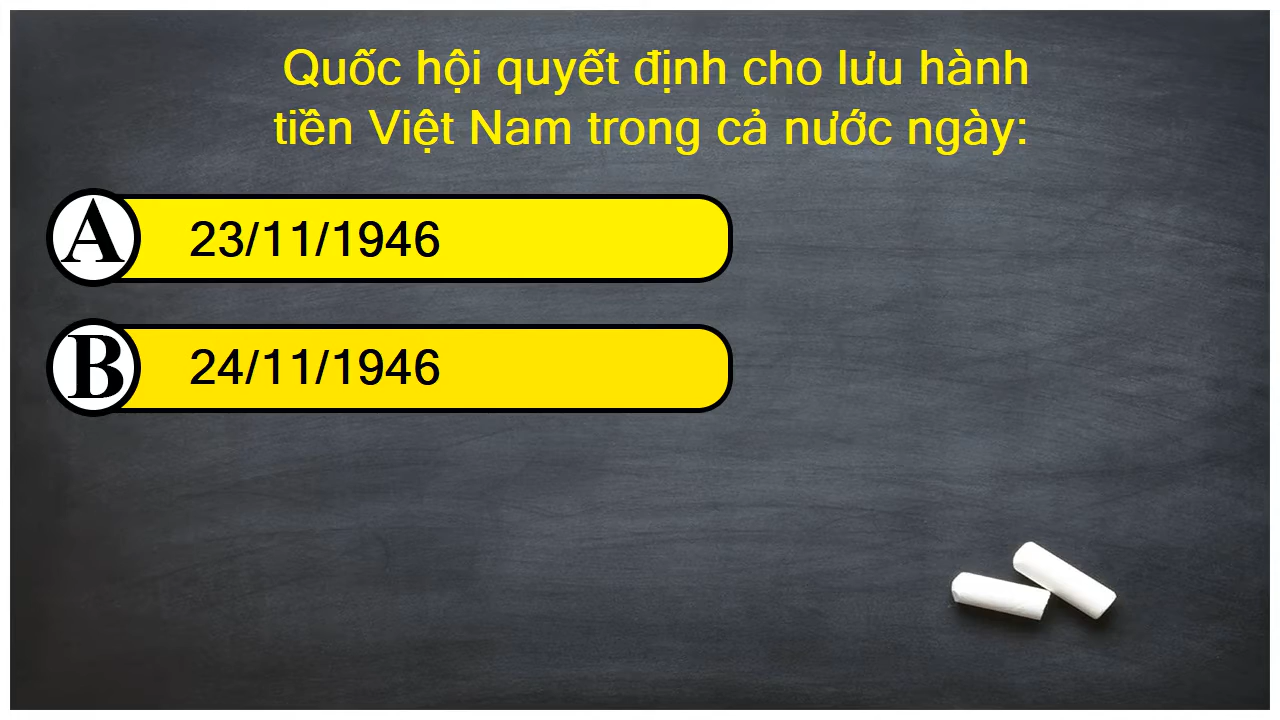 Quốc hội quyết định cho lưu hành
tiền Việt Nam trong cả nước ngày:
A 23/11/1946
B 24/11/1946